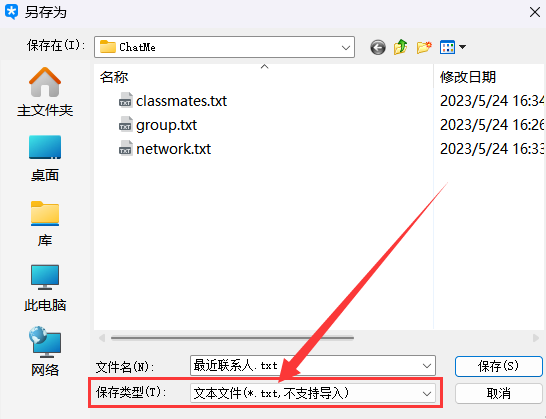 另存为
保存在(I):
ChatMe
名称
修改日期
classmates.txt
2023/5/24 16:34
group.txt
2023/5/24 16:26
network.txt
2023/5/24 16:33
主文件夹
桌面
库
此电脑
网络
文件名(N):
最近联系人.txt
保存(S)
保存类型(T):
文本文件(*.txt,不支持导入)
取消